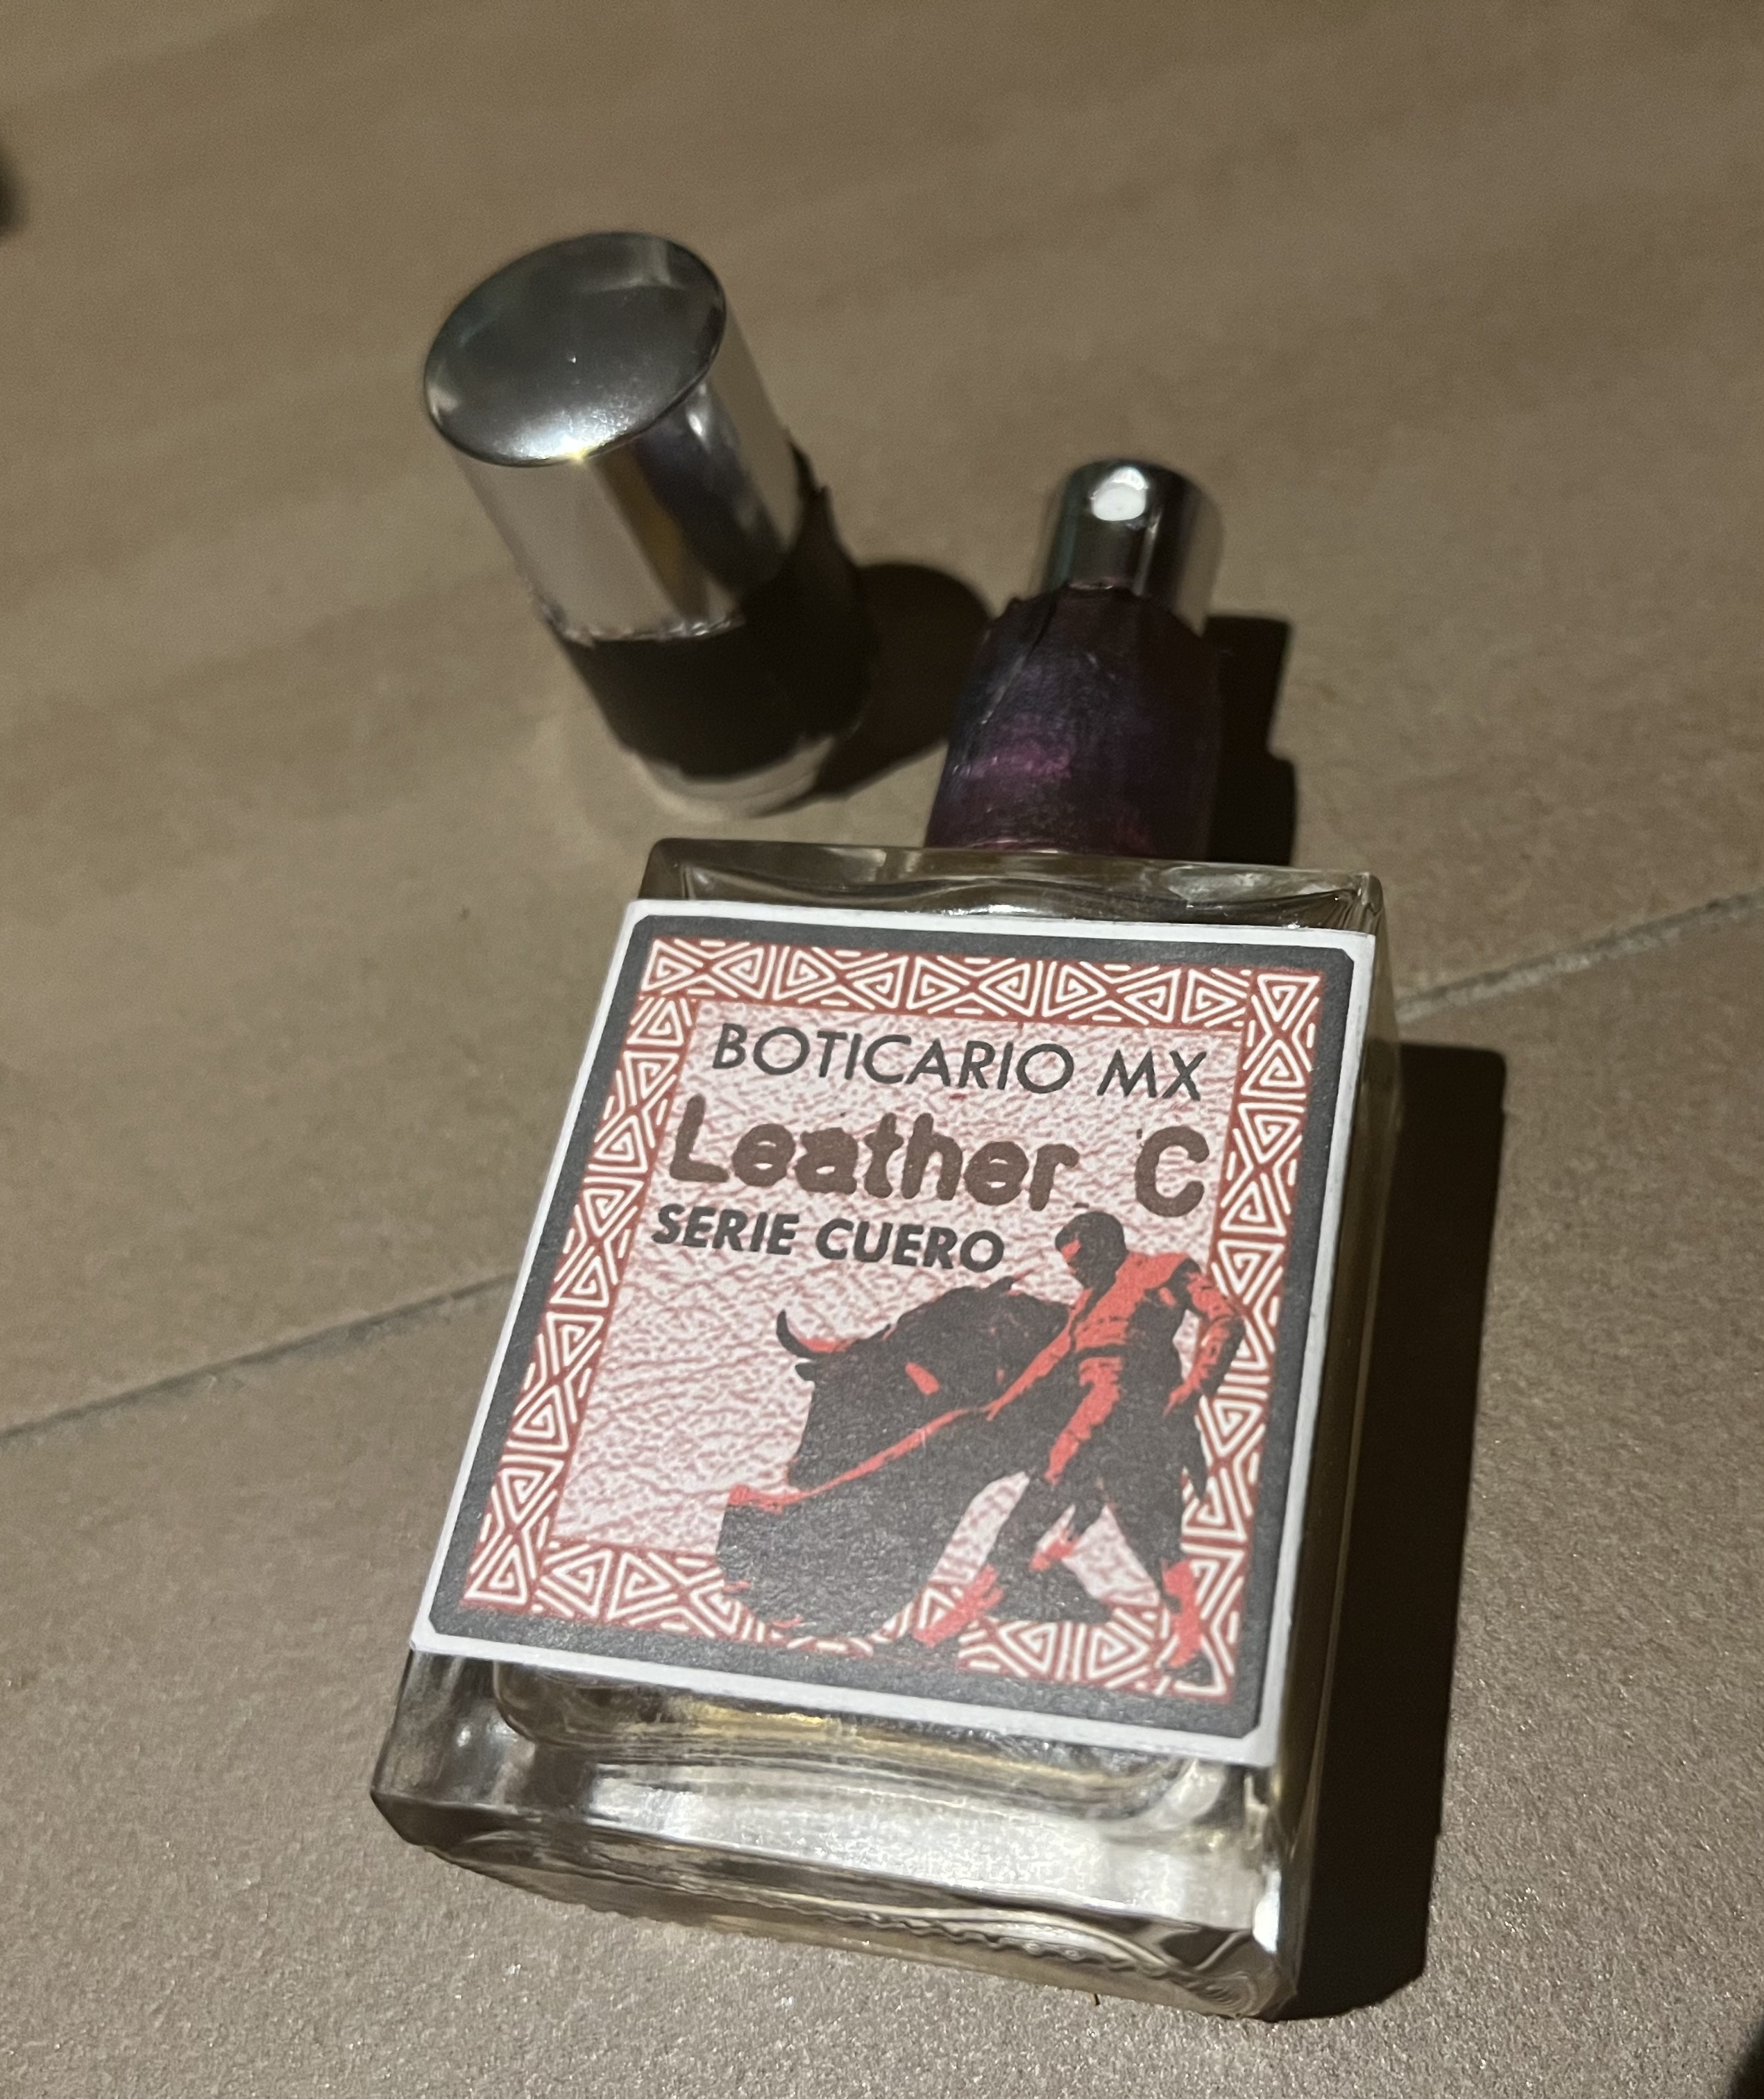 BOTICARIO MX
Leather C
SERIE CUERO